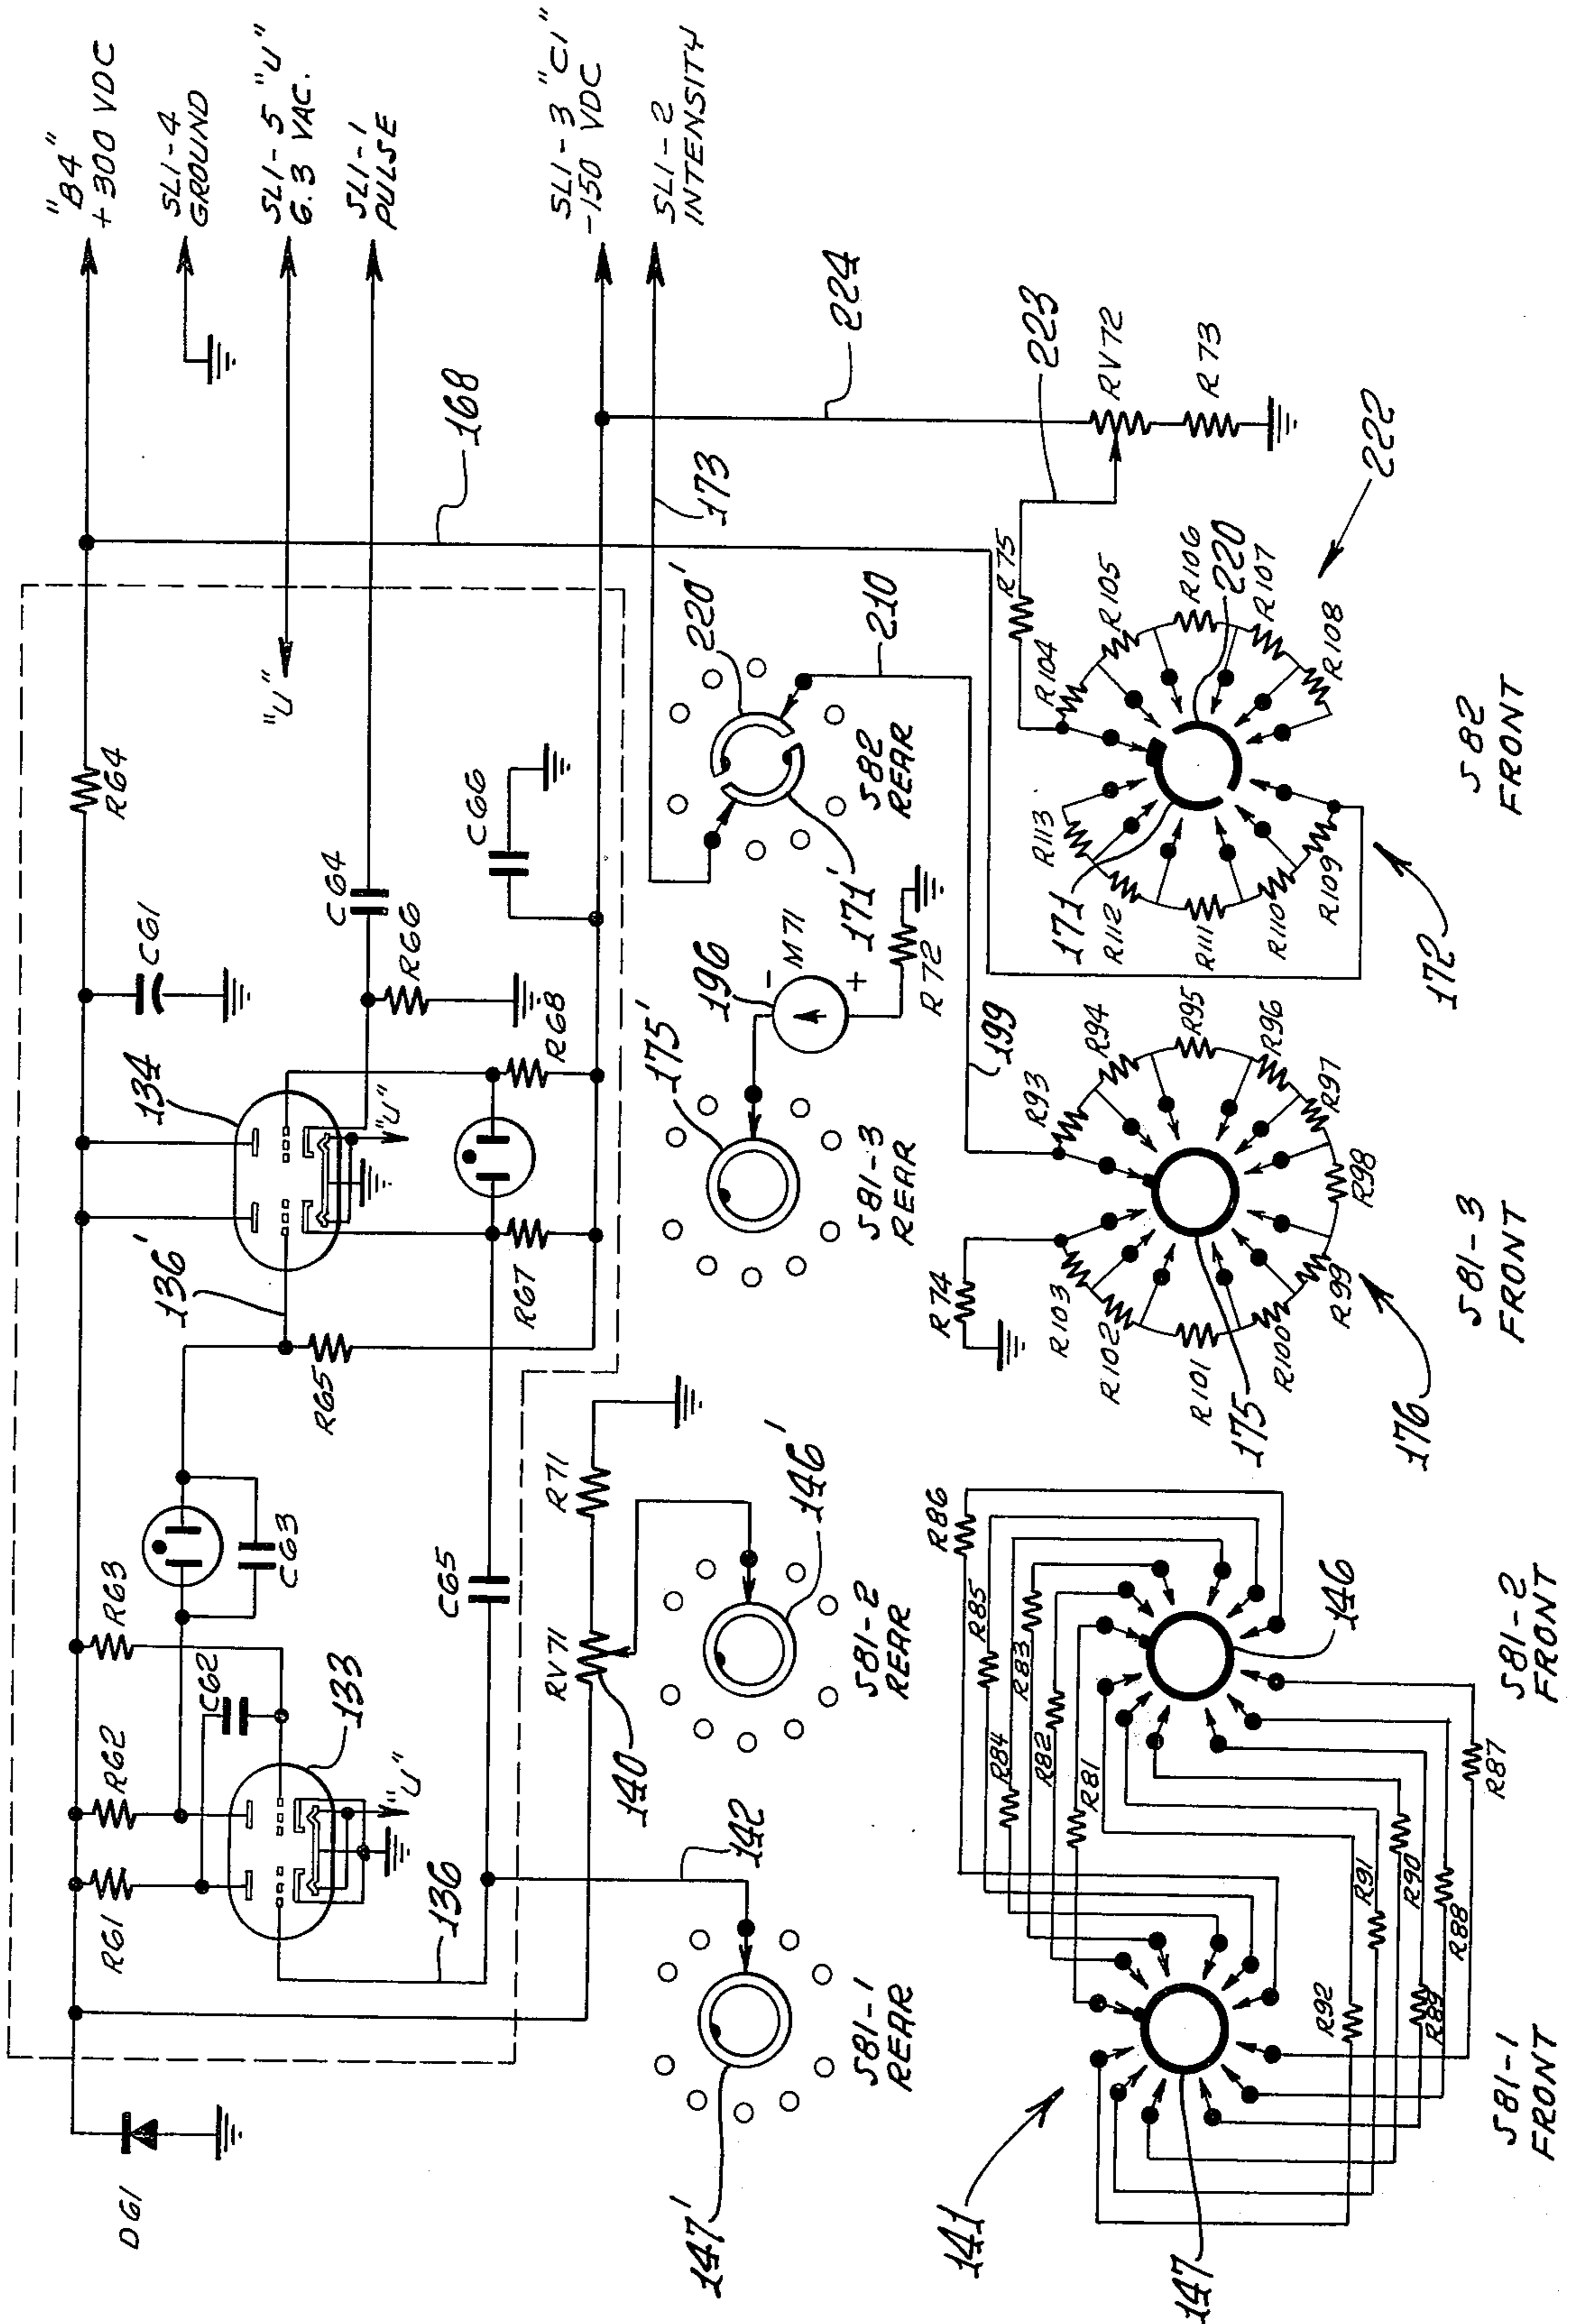 "B4"
+300 VDC
SL1-4
GROUND
SL1-5 "U"
6.3 VAC.
SL1-1
PULSE
SL1-3 "C1"
-150 VDC
SL1-2
INTENSITY
D61
R61
R62
R63
C62
133
"U"
136
C63
136'
134
"U"
R65
R67
R68
C61
R64
C64
R66
C66
"U"
168
C65
142
140
RV71
R71
147'
S81-1
REAR
146'
S81-2
REAR
175'
S81-3
REAR
196
-
M71
+
R72
171'
220'
S82
REAR
210
173
224
223
RV72
R73
199
141
147
R81
R82
R83
R84
R85
R86
R87
R88
R89
R90
R91
R92
146
S81-1
FRONT
S81-2
FRONT
R74
R93
R94
R95
R96
R97
R98
R99
R100
R101
R102
R103
175
176
S81-3
FRONT
R75
R104
R105
R106
R107
R108
R109
R110
R111
R112
R113
171
220
172
222
S82
FRONT